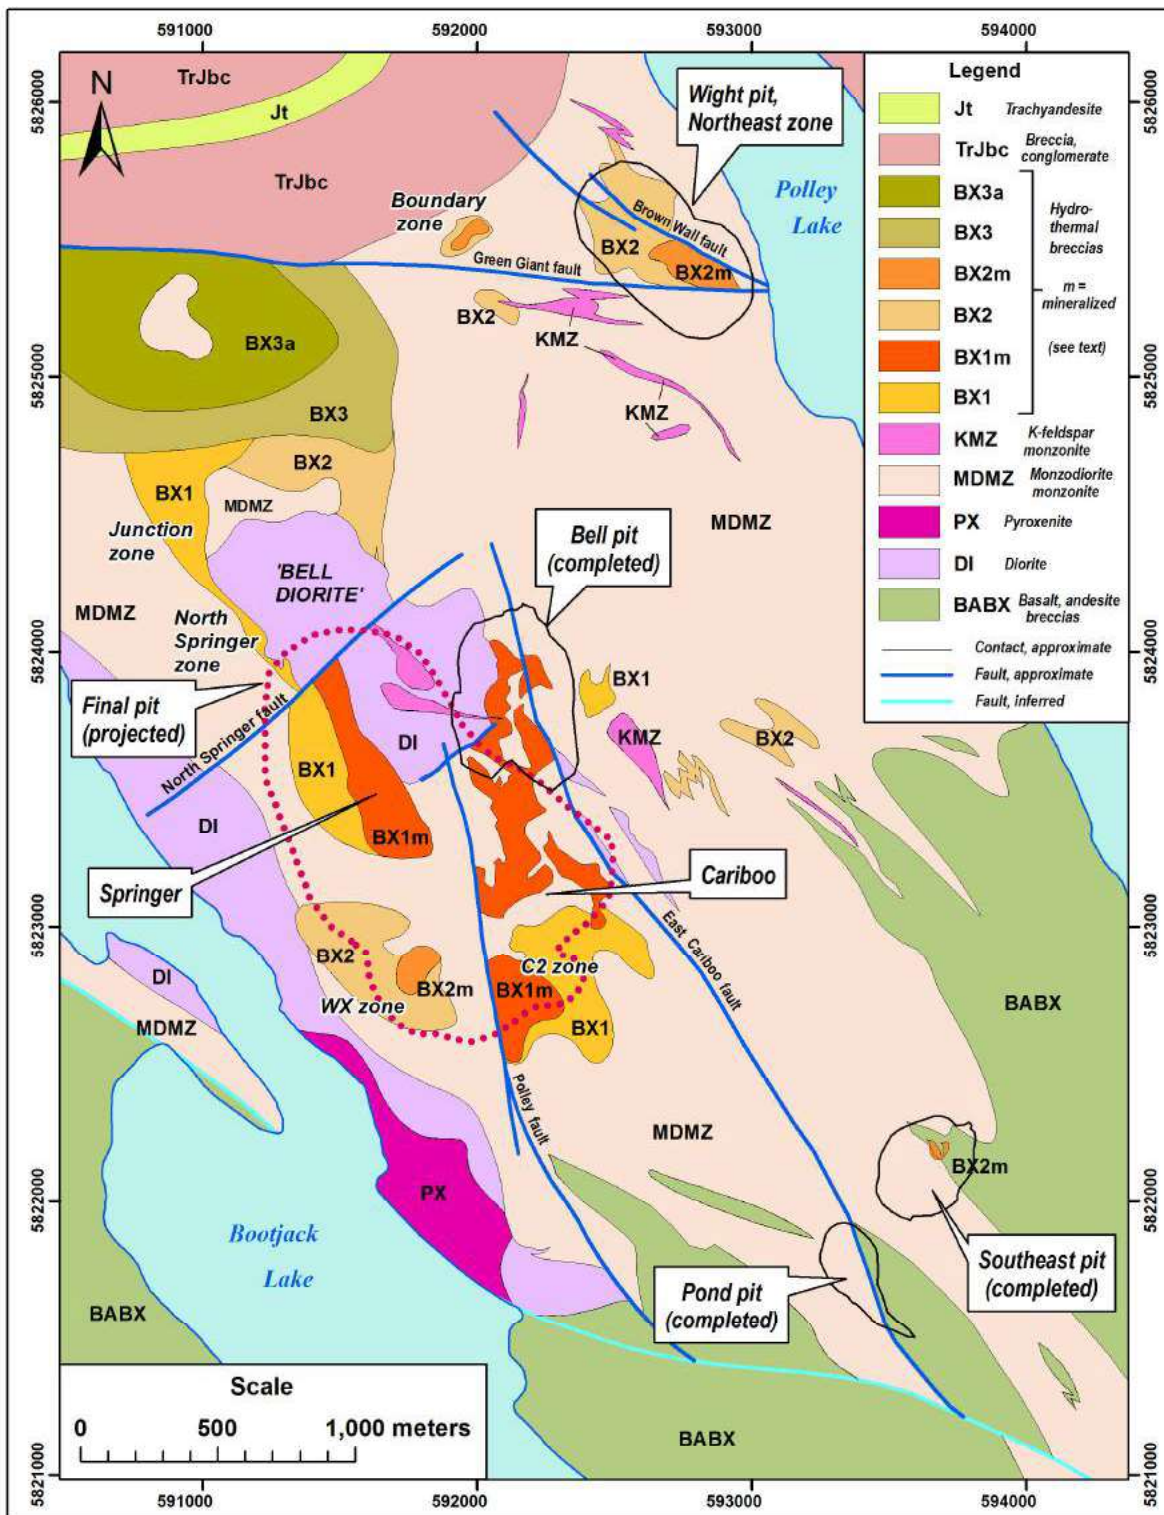 591000
592000
593000
594000
5826000
5825000
5824000
5823000
5822000
5821000
5826000
5825000
5824000
5823000
5822000
5821000
591000
592000
593000
594000
N
TrJbc
Jt
TrJbc
Boundary
zone
Wight pit,
Northeast zone
Polley
Lake
Brown Wall fault
BX2
BX2m
Green Giant fault
BX2
KMZ
KMZ
BX3a
BX3
BX2
BX1
MDMZ
Junction
zone
MDMZ
'BELL
DIORITE'
Bell pit
(completed)
MDMZ
North
Springer
zone
Final pit
(projected)
North Springer fault
BX1
KMZ
BX2
DI
BX1
BX1m
DI
Springer
Cariboo
East Cariboo fault
BX2
BX2m
WX zone
C2 zone
BX1m
BX1
DI
MDMZ
BABX
Polley fault
MDMZ
BX2m
PX
Bootjack
Lake
Southeast pit
(completed)
Pond pit
(completed)
BABX
BABX
Scale
0 500 1,000 meters
Legend
Jt Trachyandesite
TrJbc Breccia,
conglomerate
BX3a
BX3
BX2m
BX2
BX1m
BX1
Hydro-
thermal
breccias
m =
mineralized
(see text)
KMZ K-feldspar
monzonite
MDMZ Monzodiorite
monzonite
PX Pyroxenite
DI Diorite
BABX Basalt, andesite
breccias
Contact, approximate
Fault, approximate
Fault, inferred